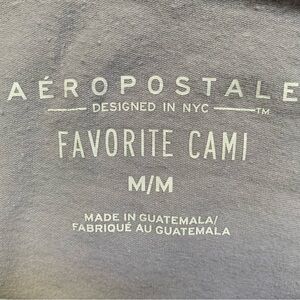 AÉROPOSTALE
DESIGNED IN NYC ™
FAVORITE CAMI
M/M
MADE IN GUATEMALA/
FABRIQUÉ AU GUATEMALA